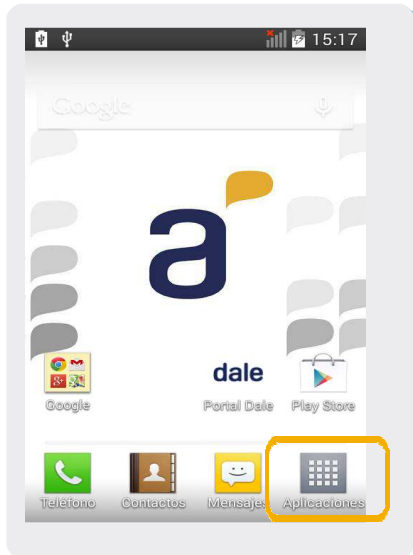 15:17
Google
a
dale
Google
Portal Dale
Play Store
Teléfono
Contactos
Mensajes
Aplicaciones